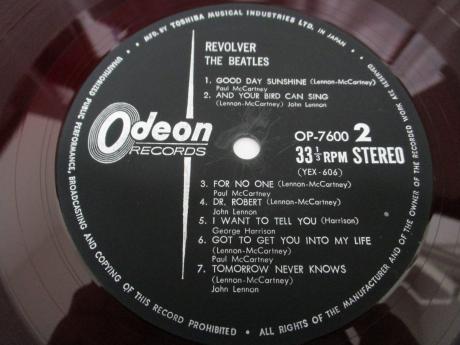 REVOLVER
THE BEATLES
1. GOOD DAY SUNSHINE (Lennon-McCartney)
Paul McCartney
2. AND YOUR BIRD CAN SING
(Lennon-McCartney) John Lennon
Odeon
RECORDS
OP-7600 2
33 1/3 RPM STEREO
(YEX-606)
3. FOR NO ONE (Lennon-McCartney)
Paul McCartney
4. DR. ROBERT (Lennon-McCartney)
John Lennon
5. I WANT TO TELL YOU (Harrison)
George Harrison
6. GOT TO GET YOU INTO MY LIFE
(Lennon-McCartney)
Paul McCartney
7. TOMORROW NEVER KNOWS
(Lennon-McCartney)
John Lennon
• MFD. BY TOSHIBA MUSICAL INDUSTRIES LTD. IN JAPAN • ALL RIGHTS OF THE MANUFACTURER AND OF THE OWNER OF THE RECORDED WORK ARE RESERVED
UNAUTHORIZED PUBLIC PERFORMANCE, BROADCASTING AND COPYING OF THIS RECORD PROHIBITED